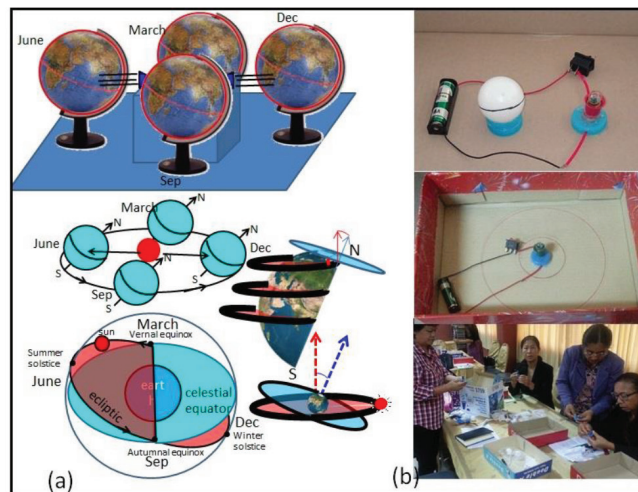 June
March
Dec
Sep
March
N
N
June
Dec
N
N
S
Sep
S
S
S
N
S
sun
March
Vernal equinox
Summer
solstice
June
ecliptic
eart
h
celestial
equator
Dec
Winter
solstice
Autumnal equinox
Sep
(a)
(b)